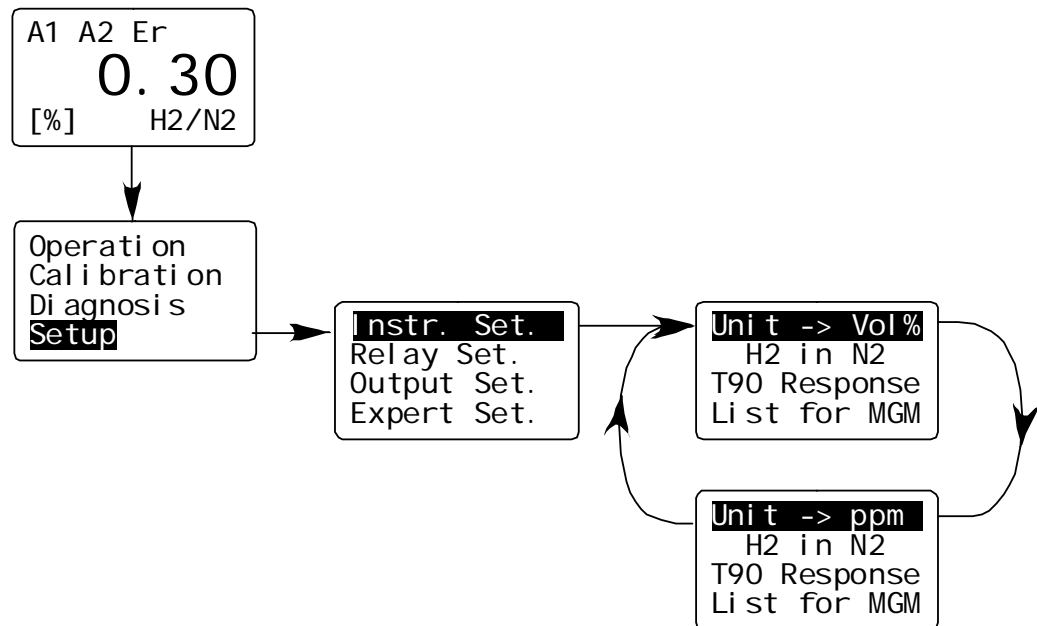 A1 A2 Er
0.30
[%] H2/N2
Operation
Calibration
Diagnosis
Setup
Instr. Set.
Relay Set.
Output Set.
Expert Set.
Unit -> Vol%
H2 in N2
T90 Response
List for MGM
Unit -> ppm
H2 in N2
T90 Response
List for MGM